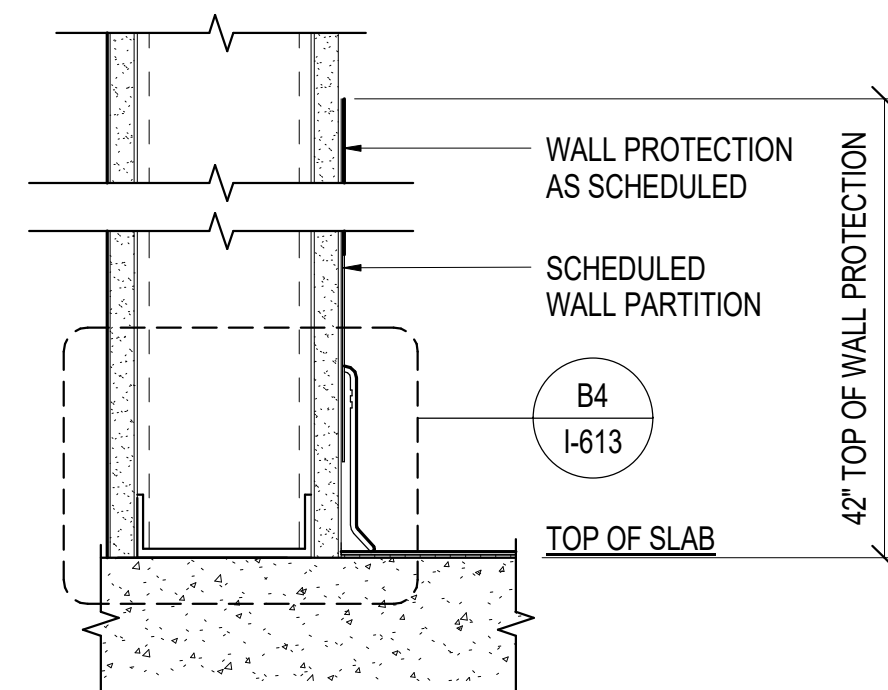 WALL PROTECTION
AS SCHEDULED
SCHEDULED
WALL PARTITION
B4
I-613
TOP OF SLAB
42" TOP OF WALL PROTECTION